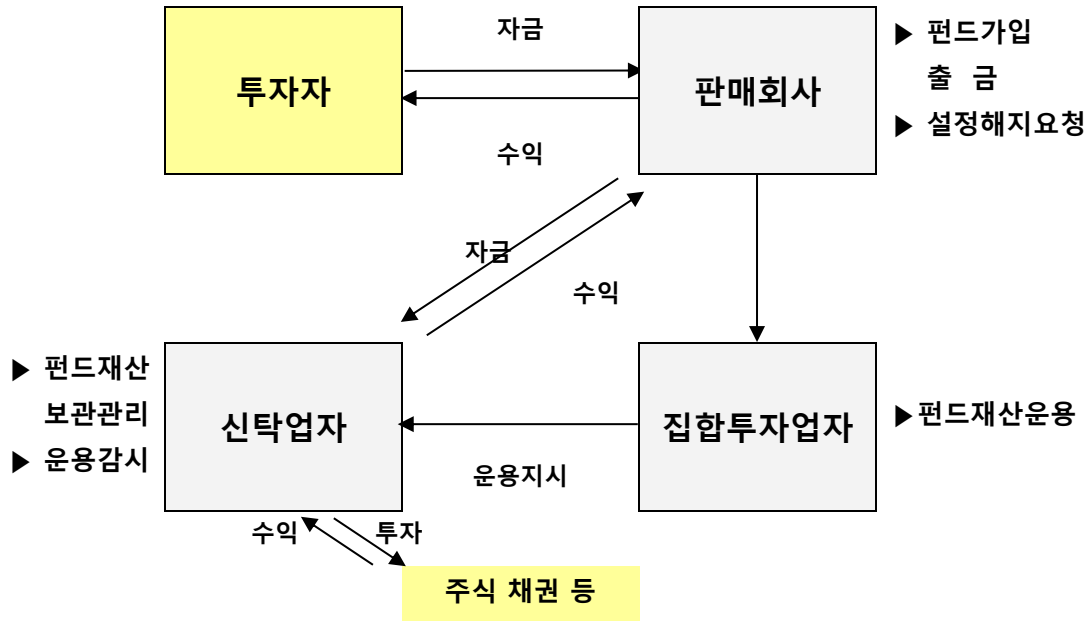 자금
투자자
판매회사
▶ 펀드가입
출 금
▶ 설정해지요청
수익
자금
수익
▶ 펀드재산
보관관리
▶ 운용감시
신탁업자
집합투자업자
▶펀드재산운용
운용지시
수익
투자
주식 채권 등